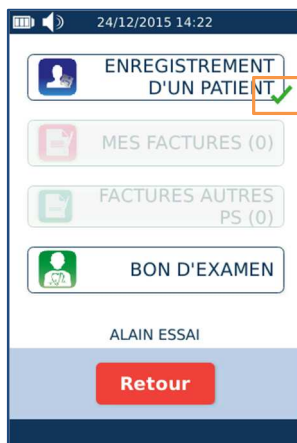 24/12/2015 14:22
ENREGISTREMENT
D'UN PATIENT
MES FACTURES (0)
FACTURES AUTRES
PS (0)
BON D'EXAMEN
ALAIN ESSAI
Retour